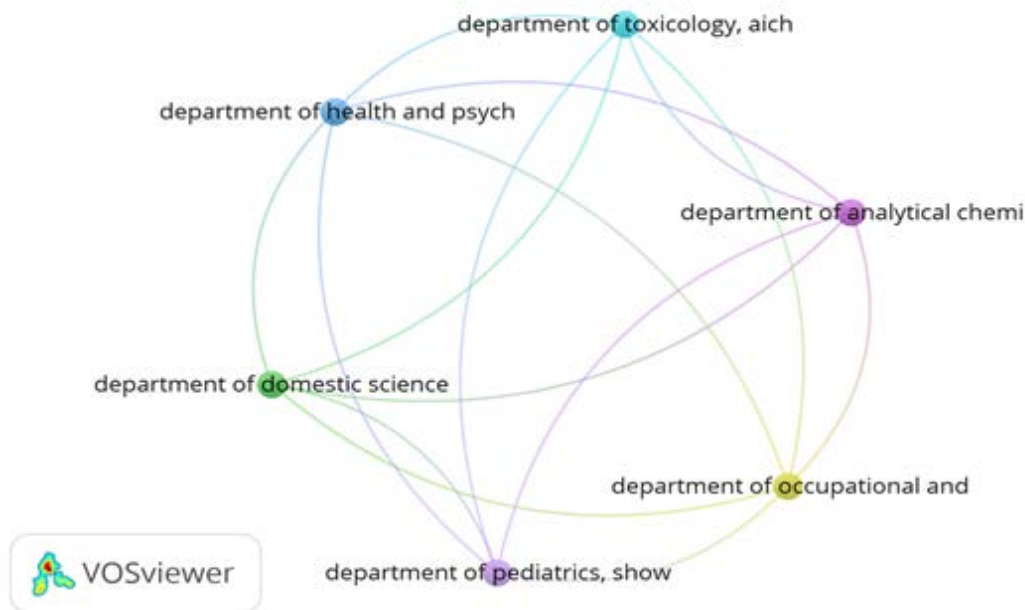 department of toxicology, aich
department of health and psych
department of analytical chemi
department of domestic science
department of occupational and
department of pediatrics, show
VOSviewer